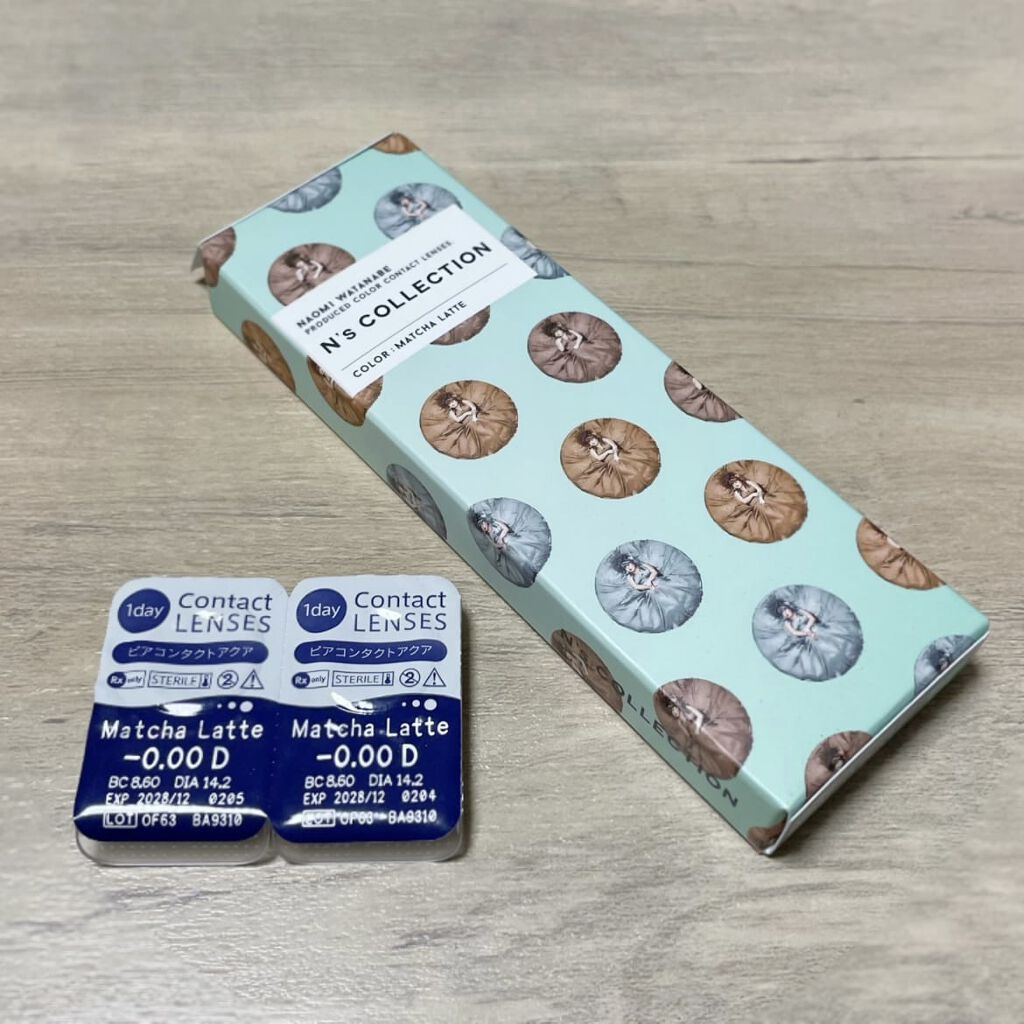 NAOMI WATANABE
PRODUCED COLOR CONTACT LENSES.
N's COLLECTION
COLOR : MATCHA LATTE
N's COLLECTION
1day Contact LENSES
ピアコンタクトアクア
Rx only STERILE 2
Matcha Latte
-0.00 D
BC 8.60 DIA 14.2
EXP 2028/12 0205
LOT OF63 BA9310
1day Contact LENSES
ピアコンタクトアクア
Rx only STERILE 2
Matcha Latte
-0.00 D
BC 8.60 DIA 14.2
EXP 2028/12 0204
LOT OF63 BA9310